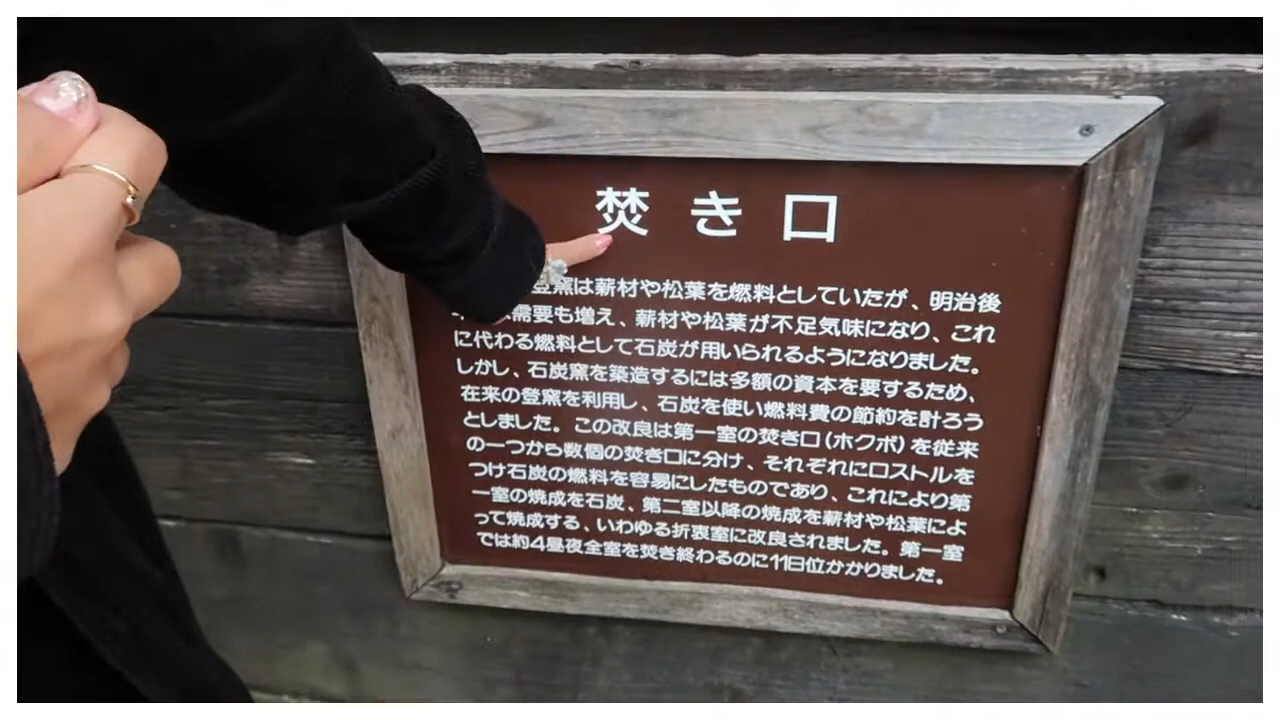 焚き口
登窯は薪材や松葉を燃料としていたが、明治後
需要も増え、薪材や松葉が不足気味になり、これ
に代わる燃料として石炭が用いられるようになりました。
しかし、石炭窯を築造するには多額の資本を要するため、
在来の登窯を利用し、石炭を使い燃料費の節約を計ろう
としました。この改良は第一室の焚き口(ホクボ)を従来
の一つから数個の焚き口に分け、それぞれにロストルを
つけ石炭の燃料を容易にしたものであり、これにより第
一室の焼成を石炭、第二室以降の焼成を薪材や松葉によ
って焼成する、いわゆる折衷室に改良されました。第一室
では約4昼夜全室を焚き終わるのに11日位かかりました。